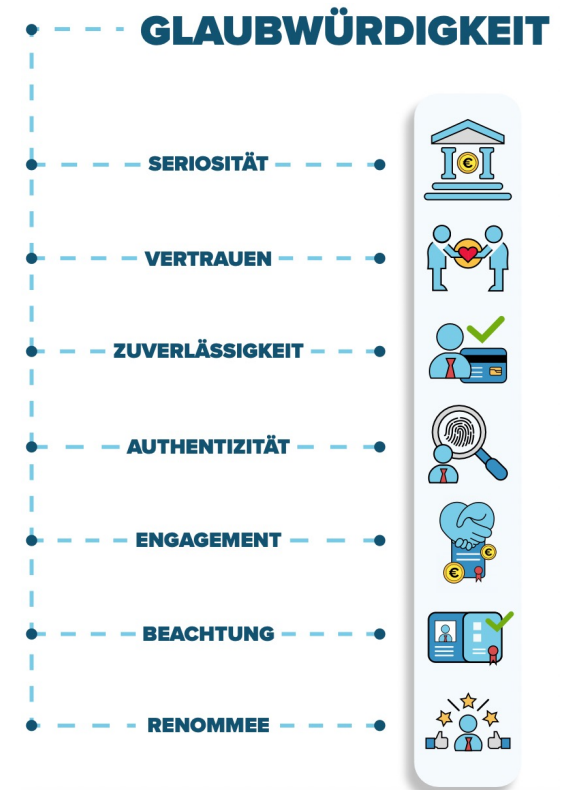 GLAUBWÜRDIGKEIT
SERIOSITÄT
€
VERTRAUEN
ZUVERLÄSSIGKEIT
AUTHENTIZITÄT
ENGAGEMENT
€
€
BEACHTUNG
RENOMMEE